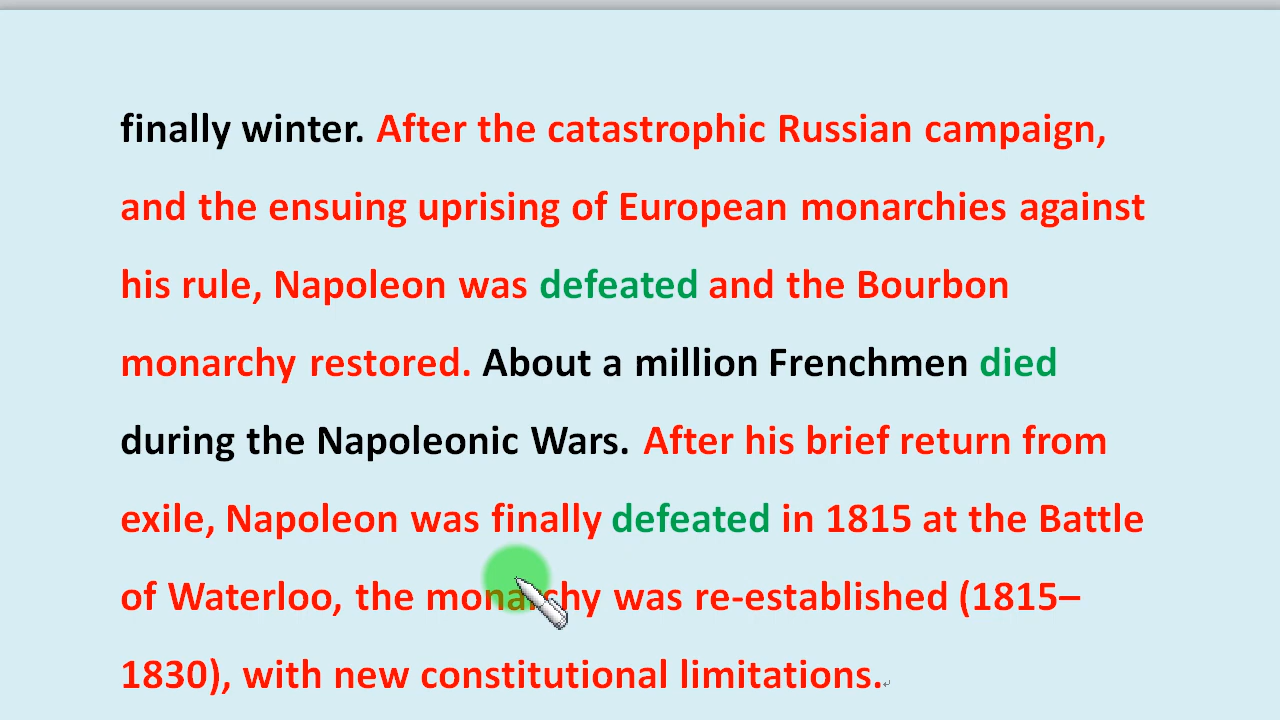 finally winter. After the catastrophic Russian campaign,
and the ensuing uprising of European monarchies against
his rule, Napoleon was defeated and the Bourbon
monarchy restored. About a million Frenchmen died
during the Napoleonic Wars. After his brief return from
exile, Napoleon was finally defeated in 1815 at the Battle
of Waterloo, the monarchy was re-established (1815–
1830), with new constitutional limitations.